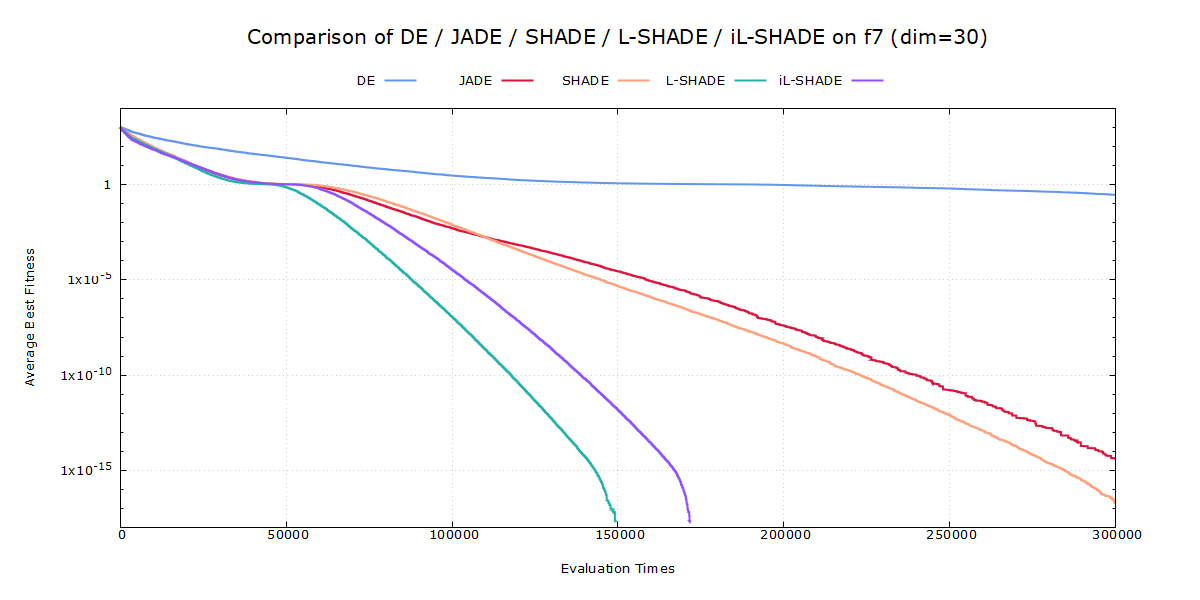 Comparison of DE / JADE / SHADE / L-SHADE / iL-SHADE on f7 (dim=30)
DE JADE SHADE L-SHADE iL-SHADE
Average Best Fitness
1
1x10^-5
1x10^-10
1x10^-15
0 50000 100000 150000 200000 250000 300000
Evaluation Times